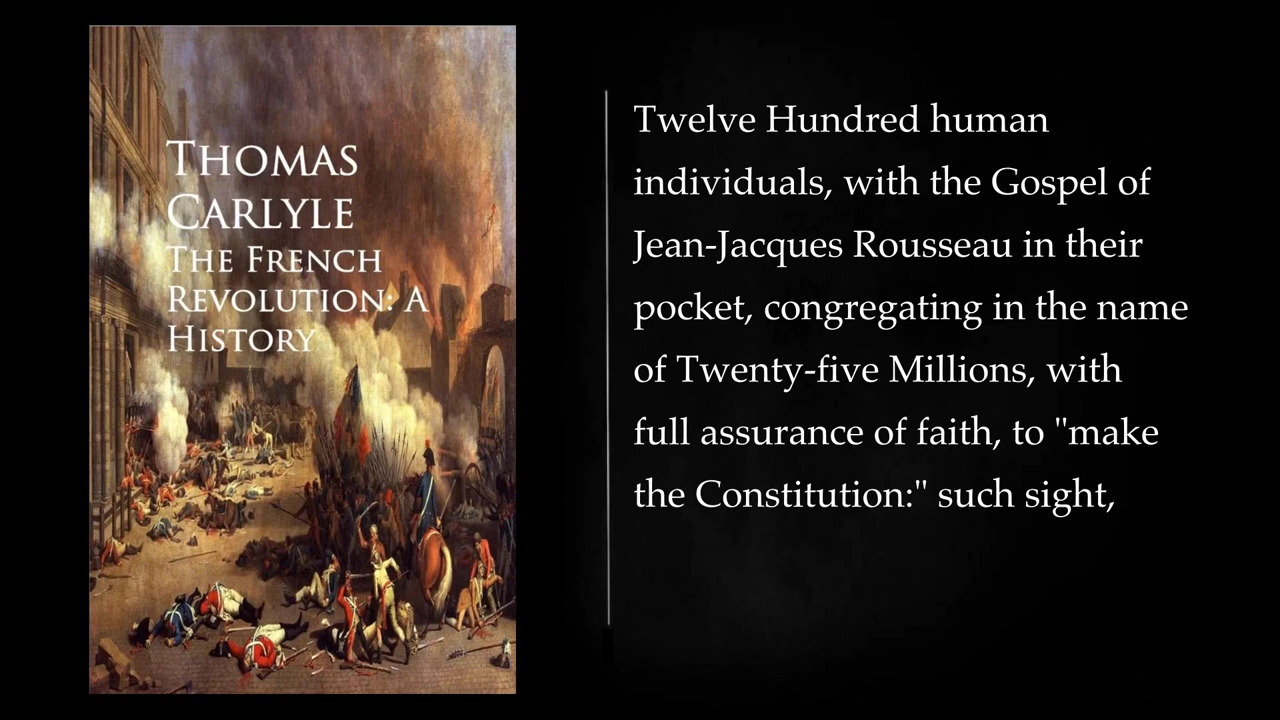 THOMAS
CARLYLE
THE FRENCH
REVOLUTION: A
HISTORY
Twelve Hundred human
individuals, with the Gospel of
Jean-Jacques Rousseau in their
pocket, congregating in the name
of Twenty-five Millions, with
full assurance of faith, to "make
the Constitution:" such sight,